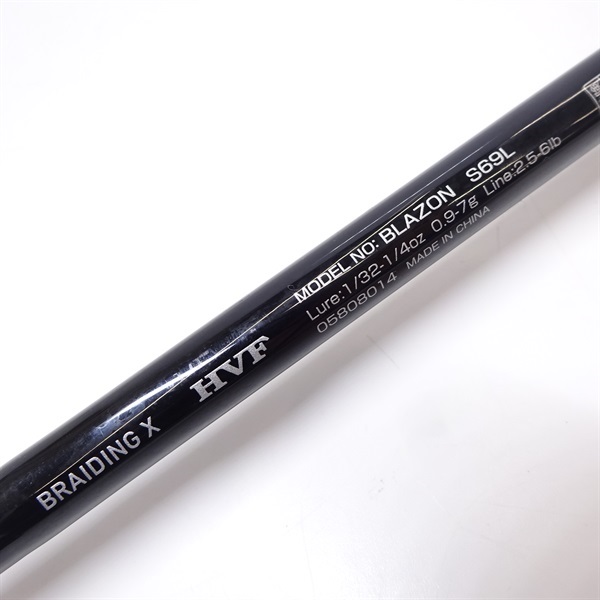 MODEL NO: BLAZON S69L
Lure:1/32-1/4oz 0.9-7g Line:2.5-6lb
05808014 MADE IN CHINA
HVF
BRAIDING X